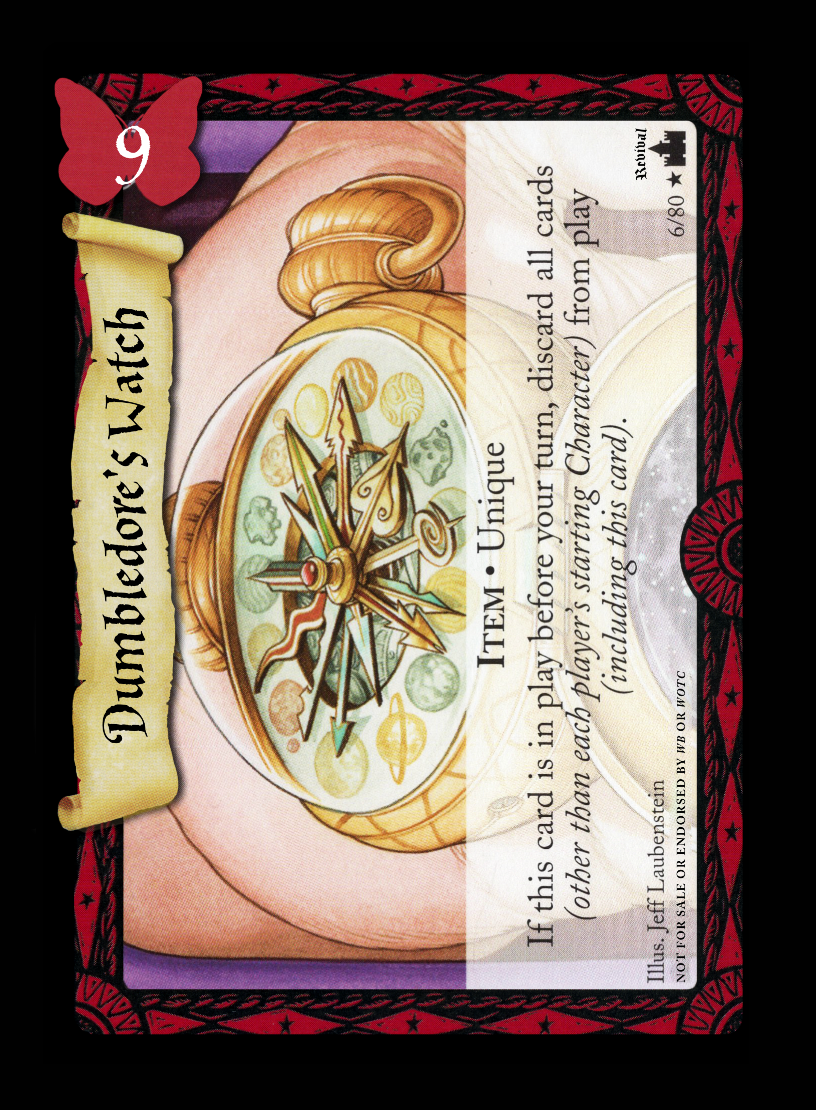 9
Dumbledore's Watch
ITEM • Unique
If this card is in play before your turn, discard all cards
(other than each player's starting Character) from play
(including this card).
Illus. Jeff Laubenstein
NOT FOR SALE OR ENDORSED BY WB OR WOTC
Revival
6/80 ★